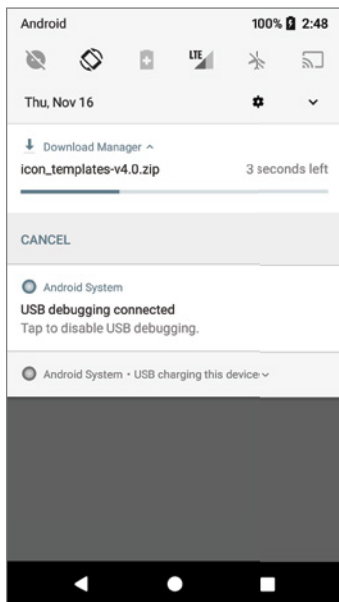 Android 100% 2:48
LTE
Thu, Nov 16
Download Manager
icon_templates-v4.0.zip 3 seconds left
CANCEL
Android System
USB debugging connected
Tap to disable USB debugging.
Android System • USB charging this device